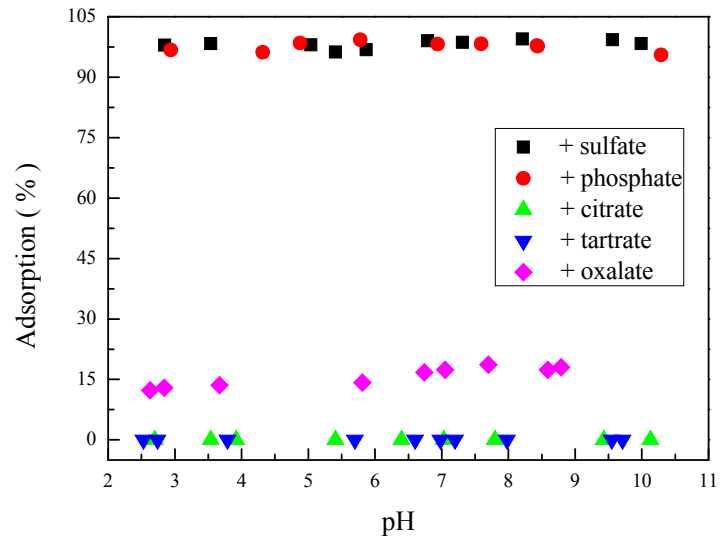 105
90
75
60
45
30
15
0
Adsorption ( % )
+ sulfate
+ phosphate
+ citrate
+ tartrate
+ oxalate
2 3 4 5 6 7 8 9 10 11
pH